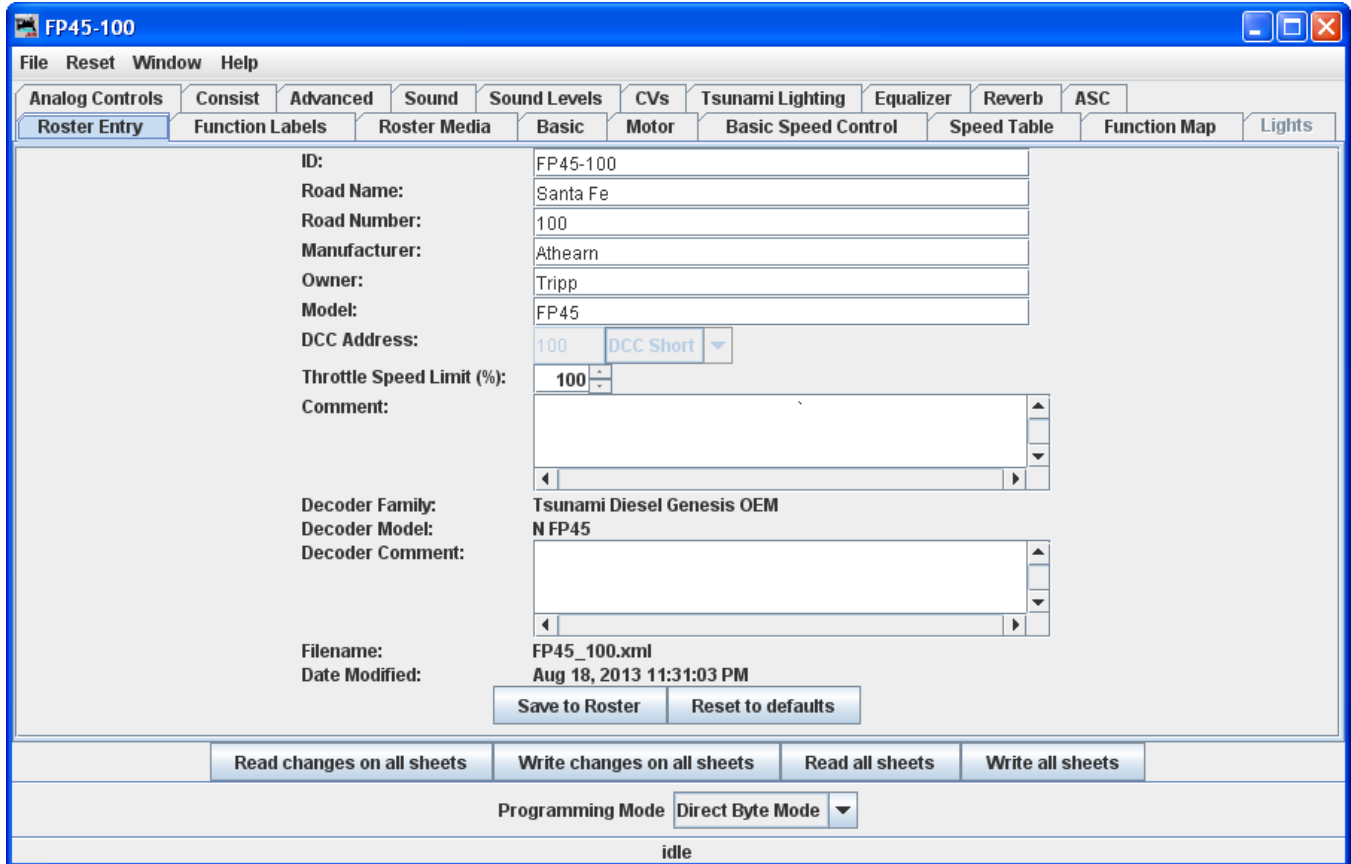 FP45-100
File Reset Window Help
Analog Controls Consist Advanced Sound Sound Levels CVs Tsunami Lighting Equalizer Reverb ASC
Roster Entry Function Labels Roster Media Basic Motor Basic Speed Control Speed Table Function Map Lights
ID: FP45-100
Road Name: Santa Fe
Road Number: 100
Manufacturer: Athearn
Owner: Tripp
Model: FP45
DCC Address: 100 DCC Short
Throttle Speed Limit (%): 100
Comment: `
Decoder Family: Tsunami Diesel Genesis OEM
Decoder Model: N FP45
Decoder Comment:
Filename: FP45_100.xml
Date Modified: Aug 18, 2013 11:31:03 PM
Save to Roster Reset to defaults
Read changes on all sheets Write changes on all sheets Read all sheets Write all sheets
Programming Mode Direct Byte Mode
idle